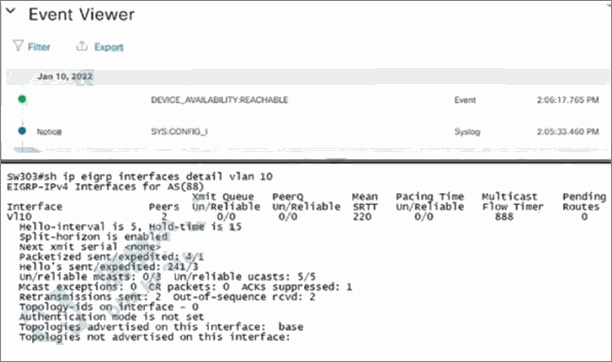 Event Viewer
Filter Export
Jan 10, 2022
DEVICE_AVAILABILITY:REACHABLE Event 2:06:17.765 PM
Notice SYS:CONFIG_I Syslog 2:05:33.460 PM
SW303#sh ip eigrp interfaces detail vlan 10
EIGRP-IPv4 Interfaces for AS(88)
Xmit Queue PeerQ Mean Pacing Time Multicast Pending
Interface Peers Un/Reliable Un/Reliable SRTT Un/Reliable Flow Timer Routes
Vl10 2 0/0 0/0 220 0/0 888 0
Hello-interval is 5, Hold-time is 15
Split-horizon is enabled
Next xmit serial <none>
Packetized sent/expedited: 4/1
Hello's sent/expedited: 241/3
Un/reliable mcasts: 0/3 Un/reliable ucasts: 5/5
Mcast exceptions: 0 CR packets: 0 ACKs suppressed: 1
Retransmissions sent: 2 Out-of-sequence rcvd: 2
Topology-ids on interface - 0
Authentication mode is not set
Topologies advertised on this interface: base
Topologies not advertised on this interface: